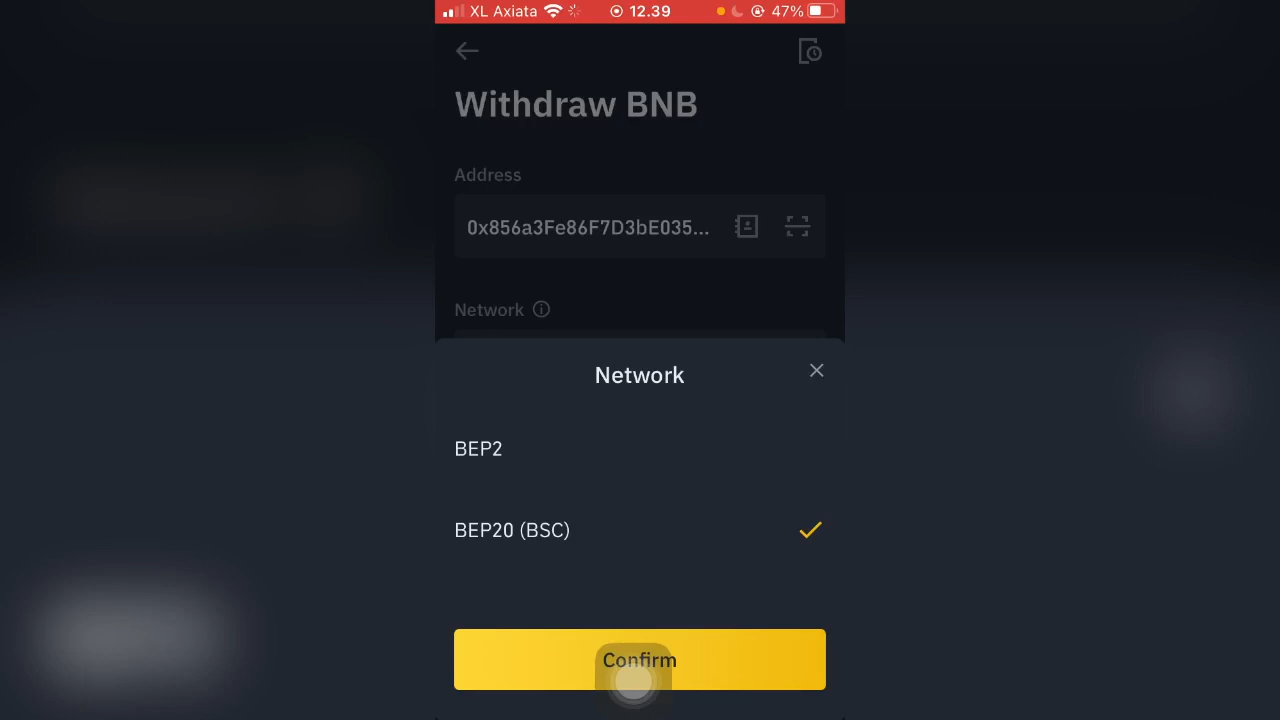 XL Axiata 12.39 47%
Withdraw BNB
Address
0x856a3Fe86F7D3bE035...
Network
Network
BEP2
BEP20 (BSC)
Confirm